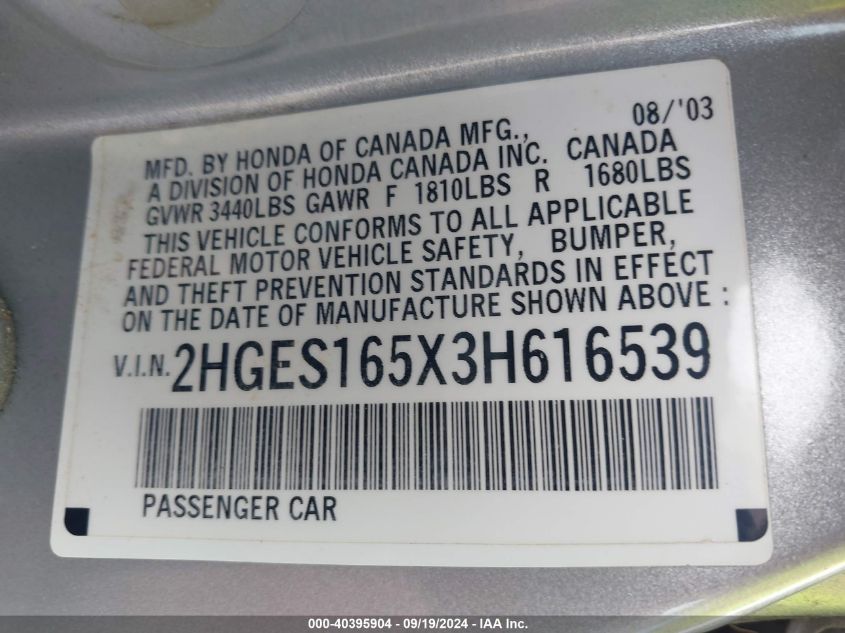 08/'03
MFD. BY HONDA OF CANADA MFG.,
A DIVISION OF HONDA CANADA INC. CANADA
GVWR 3440LBS GAWR F 1810LBS R 1680LBS
THIS VEHICLE CONFORMS TO ALL APPLICABLE
FEDERAL MOTOR VEHICLE SAFETY, BUMPER,
AND THEFT PREVENTION STANDARDS IN EFFECT
ON THE DATE OF MANUFACTURE SHOWN ABOVE :
V.I.N. 2HGES165X3H616539
PASSENGER CAR
000-40395904 - 09/19/2024 - IAA Inc.